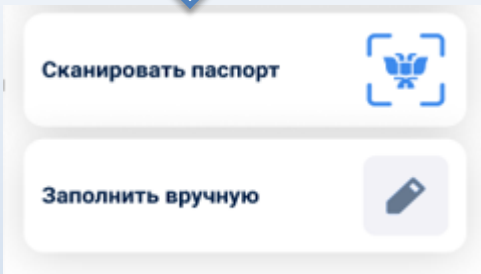 Сканировать паспорт
Заполнить вручную